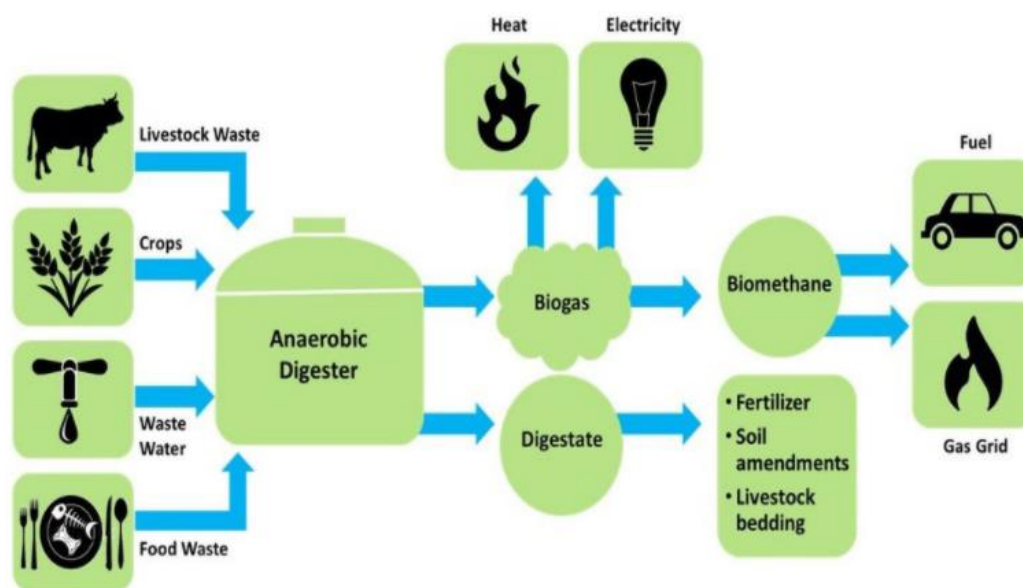 Heat
Electricity
Livestock Waste
Crops
Waste
Water
Food Waste
Anaerobic
Digester
Biogas
Digestate
Biomethane
• Fertilizer
• Soil
amendments
• Livestock
bedding
Fuel
Gas Grid